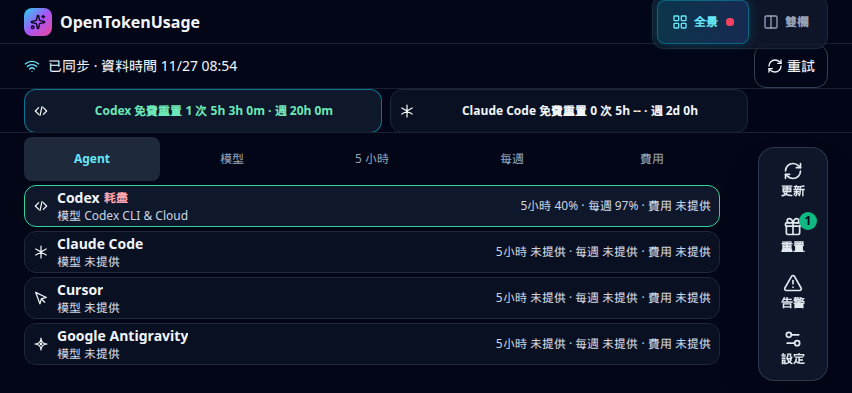 OpenTokenUsage
全景
雙欄
已同步 · 資料時間 11/27 08:54
重試
Codex 免費重置 1 次 5h 3h 0m · 週 20h 0m
Claude Code 免費重置 0 次 5h -- · 週 2d 0h
Agent 模型 5 小時 每週 費用
Codex 耗盡
模型 Codex CLI & Cloud
5小時 40% · 每週 97% · 費用 未提供
Claude Code
模型 未提供
5小時 未提供 · 每週 未提供 · 費用 未提供
Cursor
模型 未提供
5小時 未提供 · 每週 未提供 · 費用 未提供
Google Antigravity
模型 未提供
5小時 未提供 · 每週 未提供 · 費用 未提供
更新
1
重置
告警
設定